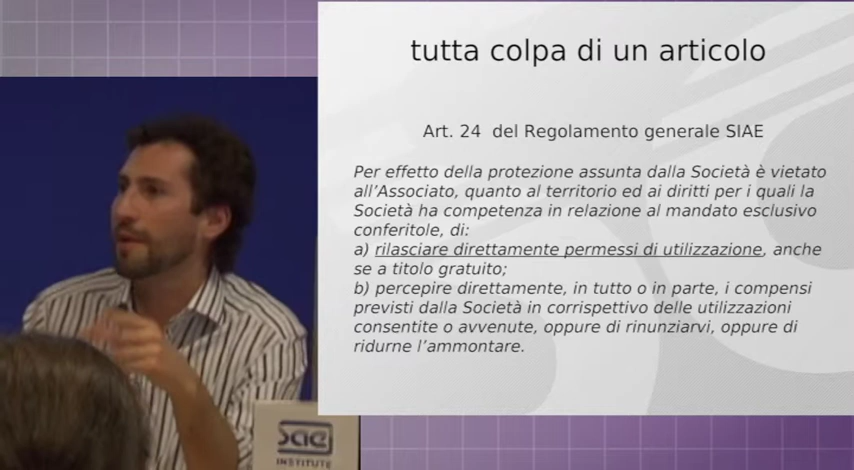 tutta colpa di un articolo
Art. 24 del Regolamento generale SIAE
Per effetto della protezione assunta dalla Società è vietato
all’Associato, quanto al territorio ed ai diritti per i quali la
Società ha competenza in relazione al mandato esclusivo
conferitole, di:
a) rilasciare direttamente permessi di utilizzazione, anche
se a titolo gratuito;
b) percepire direttamente, in tutto o in parte, i compensi
previsti dalla Società in corrispettivo delle utilizzazioni
consentite o avvenute, oppure di rinunziarvi, oppure di
ridurne l’ammontare.
sae
INSTITUTE